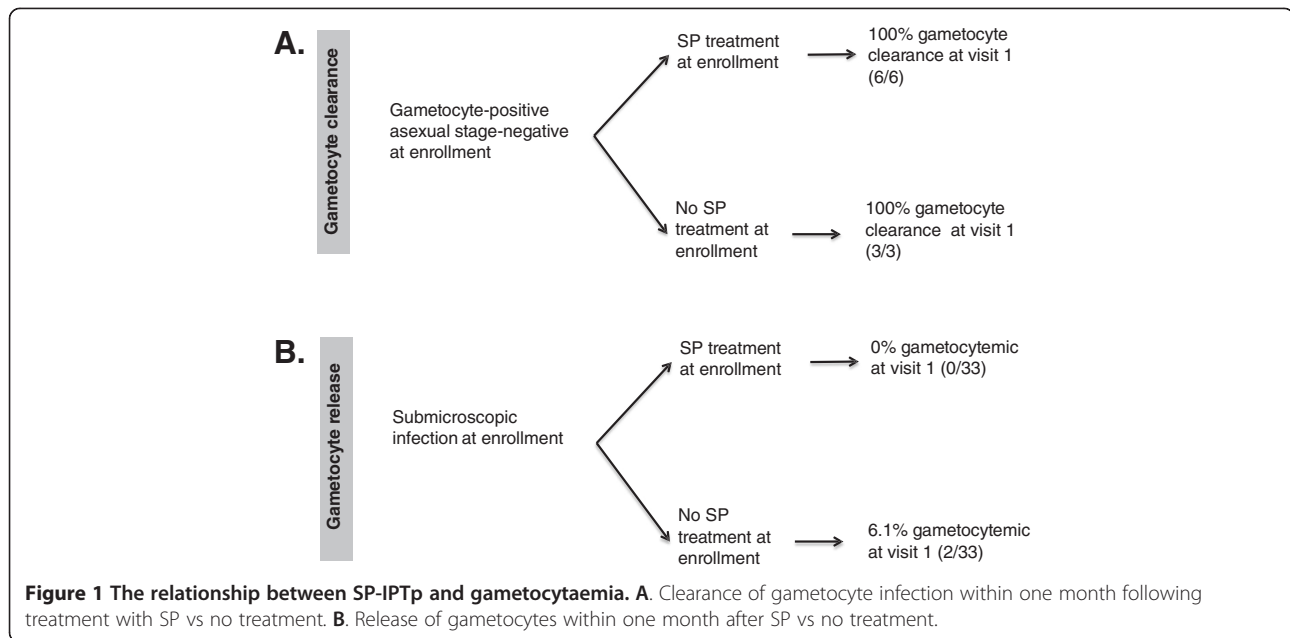 A.
Gametocyte clearance
Gametocyte-positive
asexual stage-negative
at enrollment
SP treatment
at enrollment
100% gametocyte
clearance at visit 1
(6/6)
No SP
treatment at
enrollment
100% gametocyte
clearance at visit 1
(3/3)
B.
Gametocyte release
Submicroscopic
infection at enrollment
SP treatment
at enrollment
0% gametocytemic
at visit 1 (0/33)
No SP
treatment at
enrollment
6.1% gametocytemic
at visit 1 (2/33)
Figure 1 The relationship between SP-IPTp and gametocytaemia. A. Clearance of gametocyte infection within one month following
treatment with SP vs no treatment. B. Release of gametocytes within one month after SP vs no treatment.